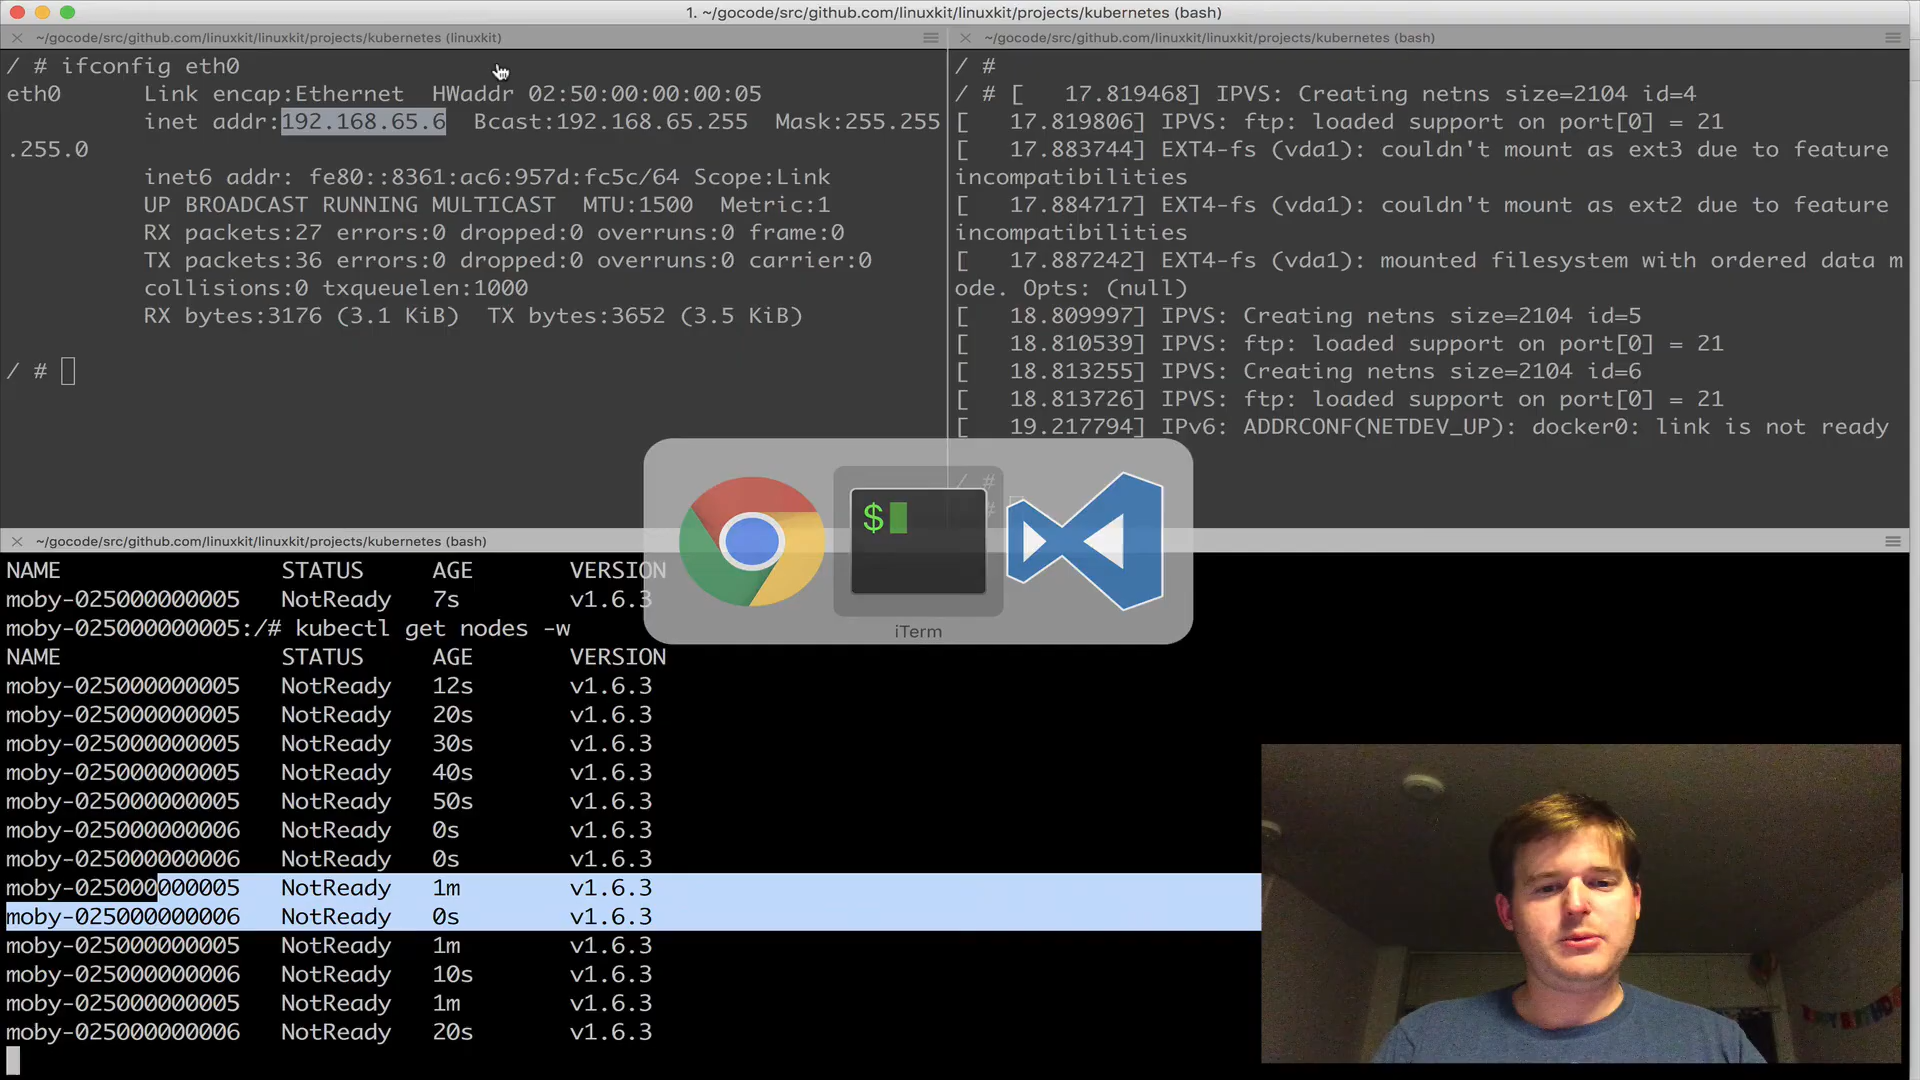 1. ~/gocode/src/github.com/linuxkit/linuxkit/projects/kubernetes (bash)
~/gocode/src/github.com/linuxkit/linuxkit/projects/kubernetes (linuxkit)
/ # ifconfig eth0
eth0      Link encap:Ethernet  HWaddr 02:50:00:00:00:05
inet addr:192.168.65.6  Bcast:192.168.65.255  Mask:255.255
.255.0
inet6 addr: fe80::8361:ac6:957d:fc5c/64 Scope:Link
UP BROADCAST RUNNING MULTICAST  MTU:1500  Metric:1
RX packets:27 errors:0 dropped:0 overruns:0 frame:0
TX packets:36 errors:0 dropped:0 overruns:0 carrier:0
collisions:0 txqueuelen:1000
RX bytes:3176 (3.1 KiB)  TX bytes:3652 (3.5 KiB)
/ #
~/gocode/src/github.com/linuxkit/linuxkit/projects/kubernetes (bash)
/ #
/ # [   17.819468] IPVS: Creating netns size=2104 id=4
[   17.819806] IPVS: ftp: loaded support on port[0] = 21
[   17.883744] EXT4-fs (vda1): couldn't mount as ext3 due to feature
incompatibilities
[   17.884717] EXT4-fs (vda1): couldn't mount as ext2 due to feature
incompatibilities
[   17.887242] EXT4-fs (vda1): mounted filesystem with ordered data m
ode. Opts: (null)
[   18.809997] IPVS: Creating netns size=2104 id=5
[   18.810539] IPVS: ftp: loaded support on port[0] = 21
[   18.813255] IPVS: Creating netns size=2104 id=6
[   18.813726] IPVS: ftp: loaded support on port[0] = 21
[   19.217794] IPv6: ADDRCONF(NETDEV_UP): docker0: link is not ready
/ #
$
iTerm
~/gocode/src/github.com/linuxkit/linuxkit/projects/kubernetes (bash)
NAME                STATUS     AGE       VERSION
moby-025000000005   NotReady   7s        v1.6.3
moby-025000000005:/# kubectl get nodes -w
NAME                STATUS     AGE       VERSION
moby-025000000005   NotReady   12s       v1.6.3
moby-025000000005   NotReady   20s       v1.6.3
moby-025000000005   NotReady   30s       v1.6.3
moby-025000000005   NotReady   40s       v1.6.3
moby-025000000005   NotReady   50s       v1.6.3
moby-025000000006   NotReady   0s        v1.6.3
moby-025000000006   NotReady   0s        v1.6.3
moby-025000000005   NotReady   1m        v1.6.3
moby-025000000006   NotReady   0s        v1.6.3
moby-025000000005   NotReady   1m        v1.6.3
moby-025000000006   NotReady   10s       v1.6.3
moby-025000000005   NotReady   1m        v1.6.3
moby-025000000006   NotReady   20s       v1.6.3